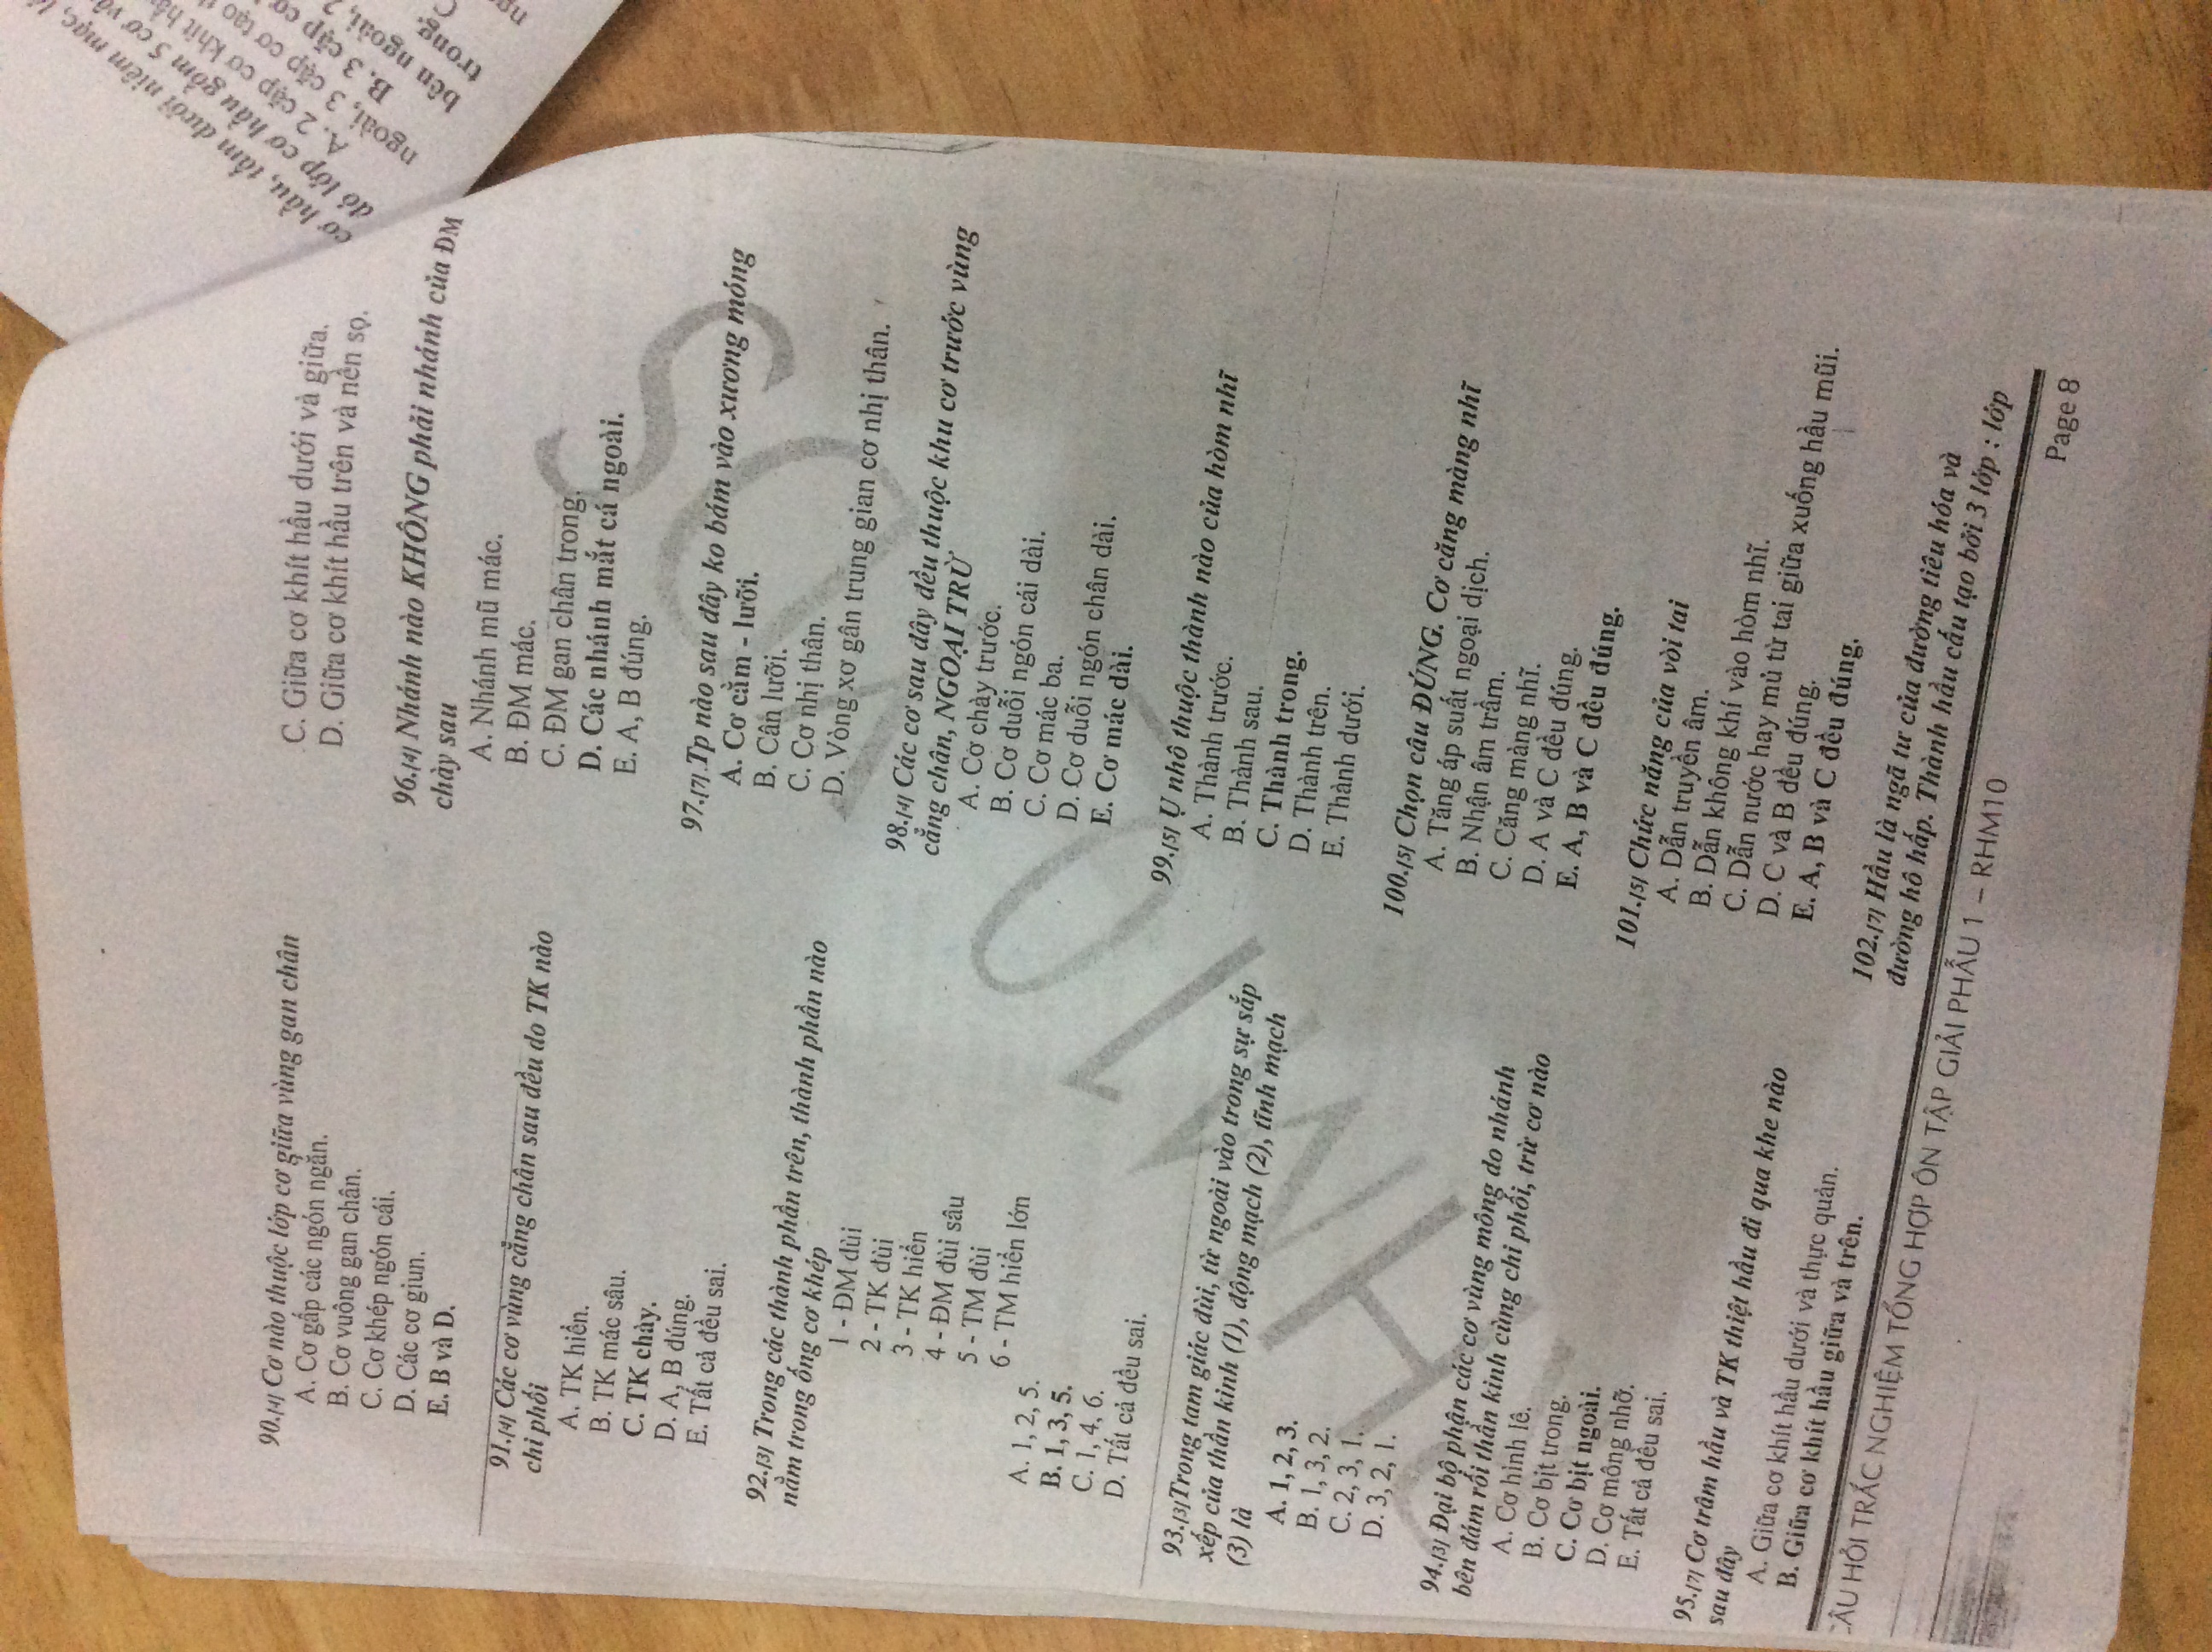 90.[4] Cơ nào thuộc lớp cơ giữa vùng gan chân
A. Cơ gấp các ngón ngắn.
B. Cơ vuông gan chân.
C. Cơ khép ngón cái.
D. Các cơ giun.
E. B và D.
91.[4] Các cơ vùng cẳng chân sau đều do TK nào
chi phối
A. TK hiển.
B. TK mác sâu.
C. TK chày.
D. A, B đúng.
E. Tất cả đều sai.
92.[3] Trong các thành phần trên, thành phần nào
nằm trong ống cơ khép
1 - ĐM đùi
2 - TK đùi
3 - TK hiển
4 - ĐM đùi sâu
5 - TM đùi
6 - TM hiển lớn
A. 1, 2, 5.
B. 1, 3, 5.
C. 1, 4, 6.
D. Tất cả đều sai.
93.[3]Trong tam giác đùi, từ ngoài vào trong sự sắp
xếp của thần kinh (1), động mạch (2), tĩnh mạch
(3) là
A. 1, 2, 3.
B. 1, 3, 2.
C. 2, 3, 1.
D. 3, 2, 1.
94.[3] Đại bộ phận các cơ vùng mông do nhánh
bên đám rối thần kinh cùng chi phối, trừ cơ nào
A. Cơ hình lê.
B. Cơ bịt trong.
C. Cơ bịt ngoài.
D. Cơ mông nhỡ.
E. Tất cả đều sai.
95.[7] Cơ trâm hầu và TK thiệt hầu đi qua khe nào
sau đây
A. Giữa cơ khít hầu dưới và thực quản.
B. Giữa cơ khít hầu giữa và trên.
C. Giữa cơ khít hầu dưới và giữa.
D. Giữa cơ khít hầu trên và nền sọ.
96.[4] Nhánh nào KHÔNG phải nhánh của ĐM
chày sau
A. Nhánh mũ mác.
B. ĐM mác.
C. ĐM gan chân trong.
D. Các nhánh mắt cá ngoài.
E. A, B đúng.
97.[7] Tp nào sau đây ko bám vào xương móng
A. Cơ cằm - lưỡi.
B. Cân lưỡi.
C. Cơ nhị thân.
D. Vòng xơ gân trung gian cơ nhị thân.
98.[4] Các cơ sau đây đều thuộc khu cơ trước vùng
cẳng chân, NGOẠI TRỪ
A. Cơ chày trước.
B. Cơ duỗi ngón cái dài.
C. Cơ mác ba.
D. Cơ duỗi ngón chân dài.
E. Cơ mác dài.
99.[5] Ụ nhô thuộc thành nào của hòm nhĩ
A. Thành trước.
B. Thành sau.
C. Thành trong.
D. Thành trên.
E. Thành dưới.
100.[5] Chọn câu ĐÚNG. Cơ căng màng nhĩ
A. Tăng áp suất ngoại dịch.
B. Nhận âm trầm.
C. Căng màng nhĩ.
D. A và C đều đúng.
E. A, B và C đều đúng.
101.[5] Chức năng của vòi tai
A. Dẫn truyền âm.
B. Dẫn không khí vào hòm nhĩ.
C. Dẫn nước hay mủ từ tai giữa xuống hầu mũi.
D. C và B đều đúng.
E. A, B và C đều đúng.
102.[7] Hầu là ngã tư của đường tiêu hóa và
đường hô hấp. Thành hầu cấu tạo bởi 3 lớp : lớp
CÂU HỎI TRẮC NGHIỆM TỔNG HỢP ÔN TẬP GIẢI PHẪU 1 – RHM10
Page 8
cơ hầu, tấm dưới niêm mạc,
đó lớp cơ hầu gồm 5 cơ
A. 2 cặp cơ khít
ngoài, 3 cặp cơ tạo
B. 3 cặp cơ
bên ngoài,
trong.